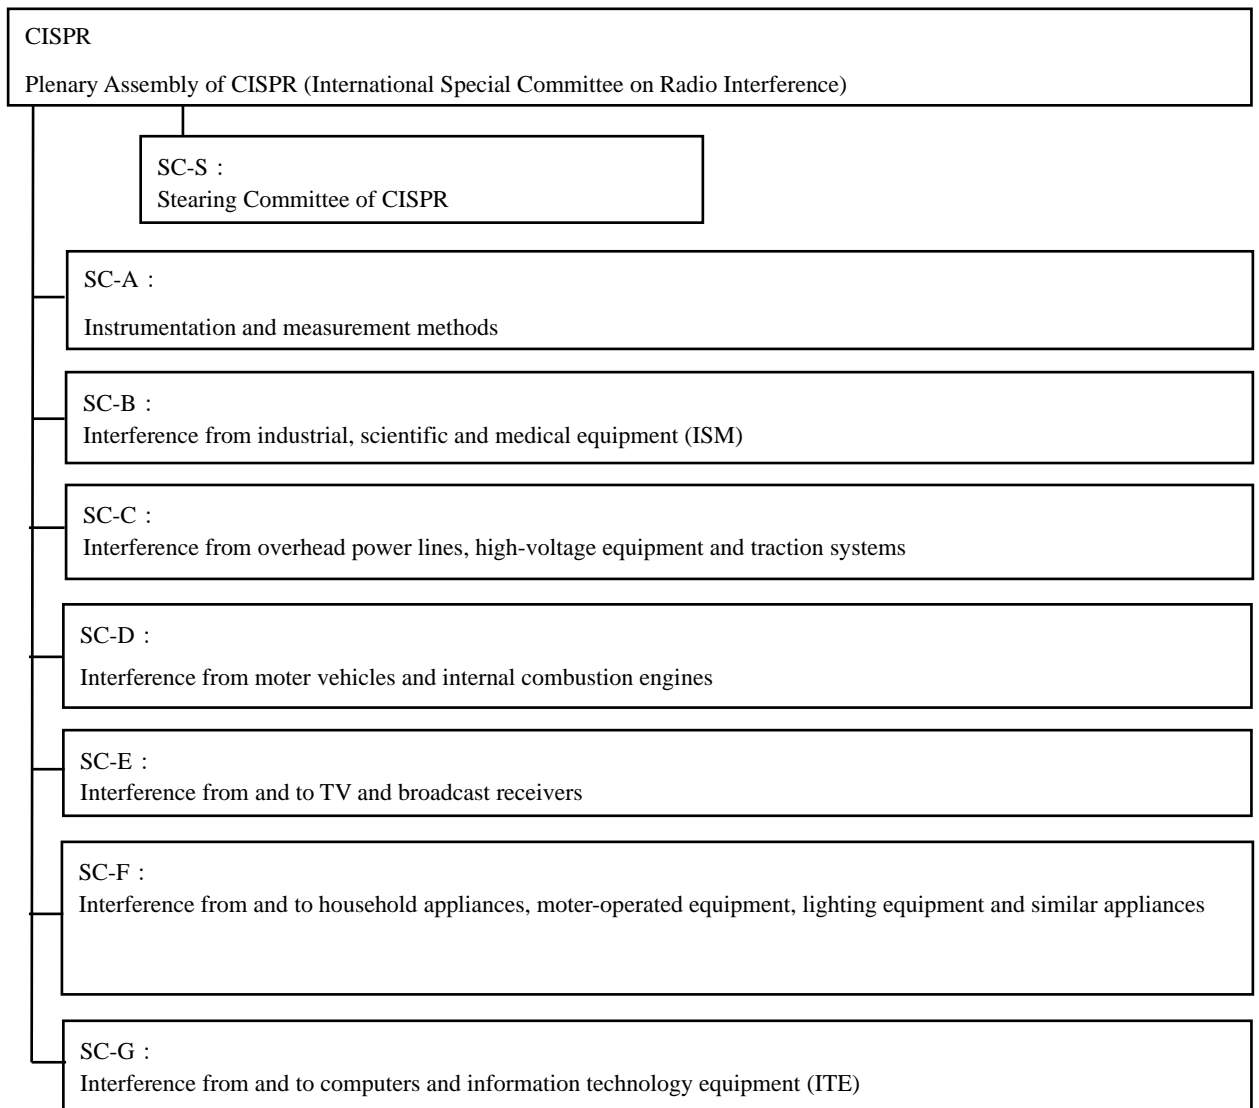 CISPR
Plenary Assembly of CISPR (International Special Committee on Radio Interference)
SC-S：
Stearing Committee of CISPR
SC-A：
Instrumentation and measurement methods
SC-B：
Interference from industrial, scientific and medical equipment (ISM)
SC-C：
Interference from overhead power lines, high-voltage equipment and traction systems
SC-D：
Interference from moter vehicles and internal combustion engines
SC-E：
Interference from and to TV and broadcast receivers
SC-F：
Interference from and to household appliances, moter-operated equipment, lighting equipment and similar appliances
SC-G：
Interference from and to computers and information technology equipment (ITE)